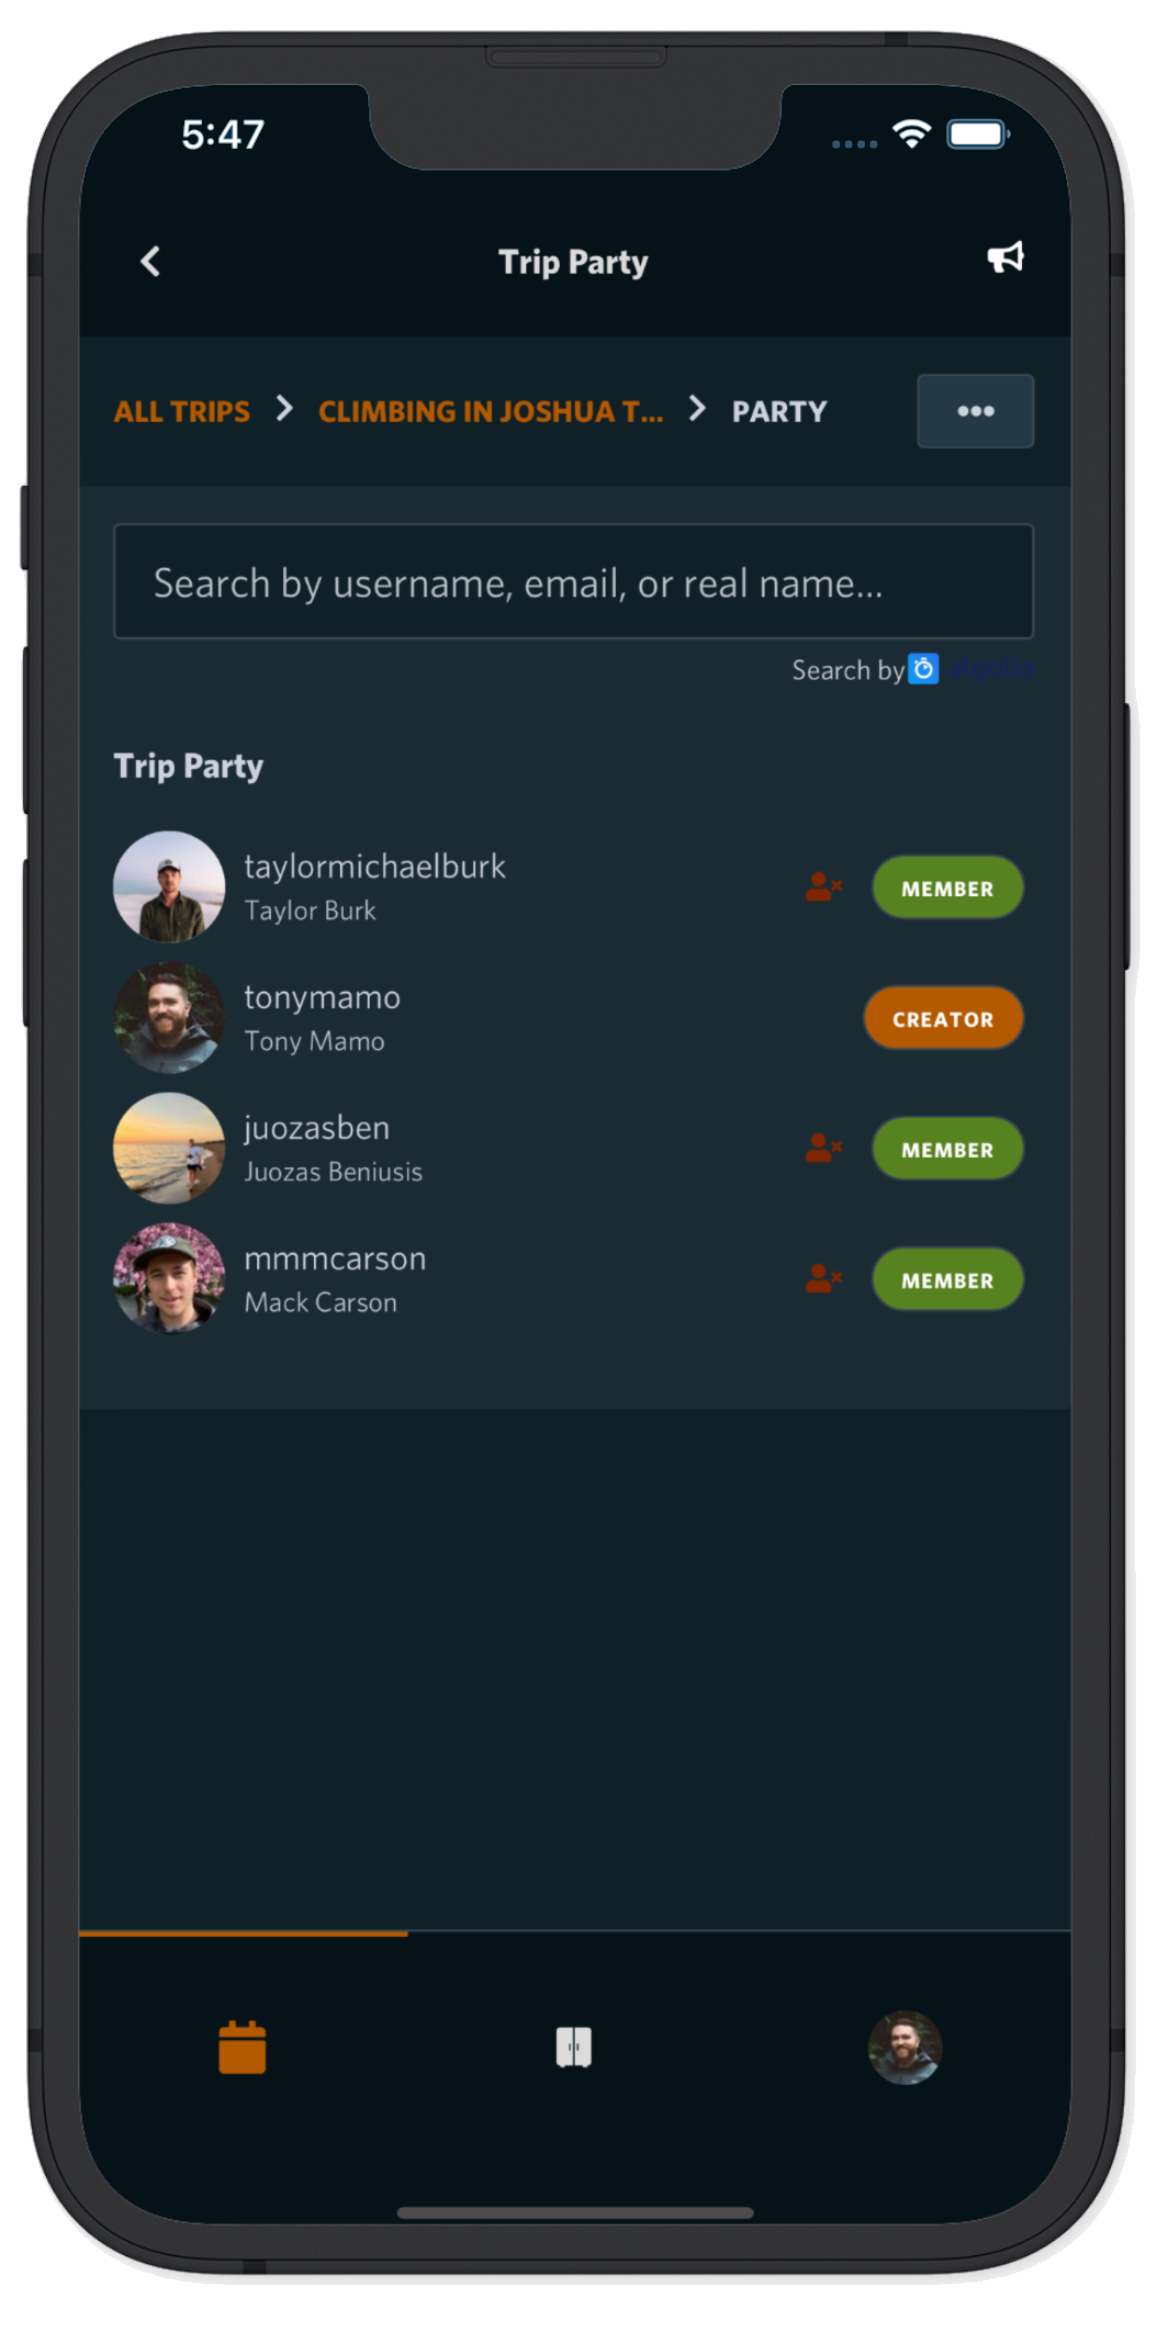 5:47
Trip Party
ALL TRIPS > CLIMBING IN JOSHUA T... > PARTY
Search by username, email, or real name...
Search by algolia
Trip Party
taylormichaelburk
Taylor Burk
MEMBER
tonymamo
Tony Mamo
CREATOR
juozasben
Juozas Beniusis
MEMBER
mmmcarson
Mack Carson
MEMBER